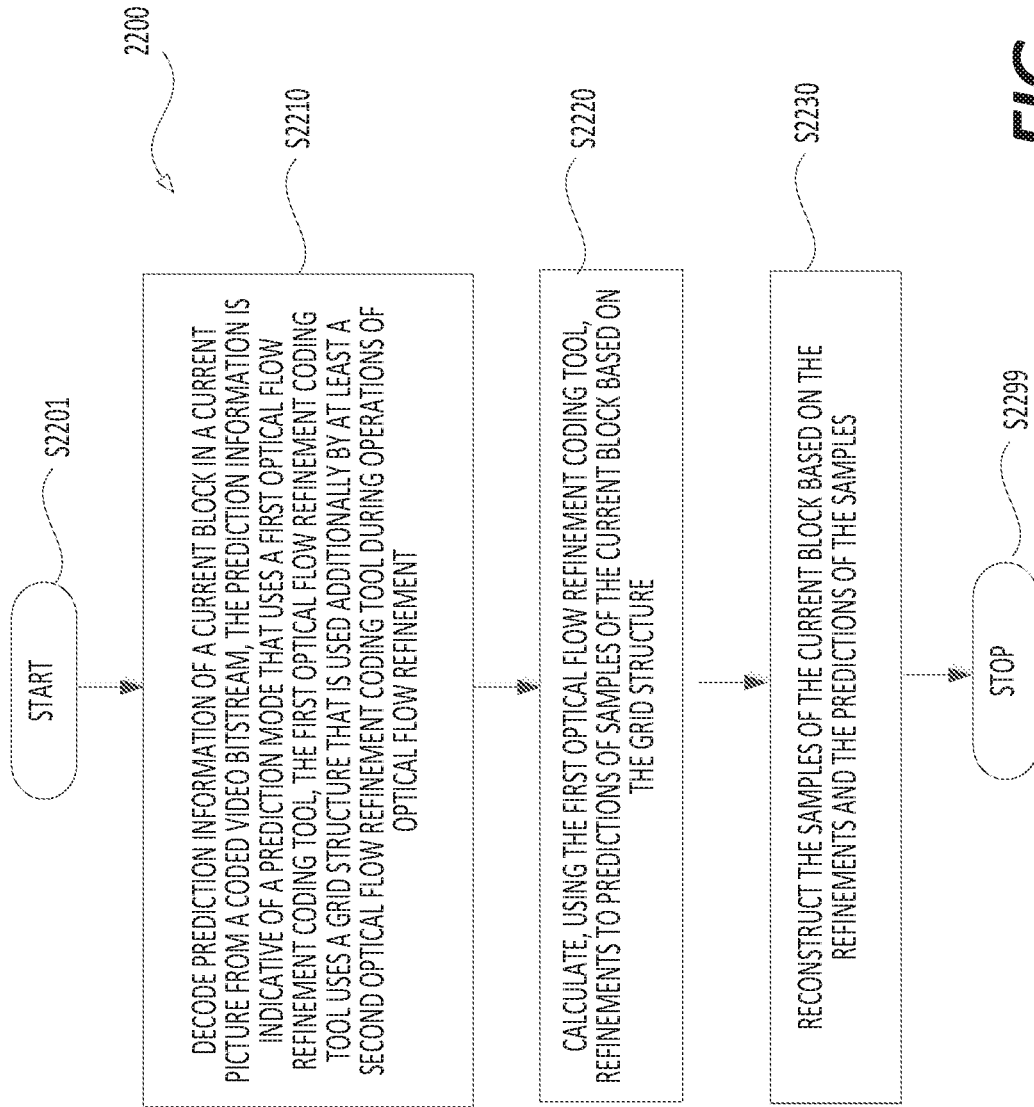 2200
START
S2201
DECODE PREDICTION INFORMATION OF A CURRENT BLOCK IN A CURRENT
PICTURE FROM A CODED VIDEO BITSTREAM, THE PREDICTION INFORMATION IS
INDICATIVE OF A PREDICTION MODE THAT USES A FIRST OPTICAL FLOW
REFINEMENT CODING TOOL, THE FIRST OPTICAL FLOW REFINEMENT CODING
TOOL USES A GRID STRUCTURE THAT IS USED ADDITIONALLY BY AT LEAST A
SECOND OPTICAL FLOW REFINEMENT CODING TOOL DURING OPERATIONS OF
OPTICAL FLOW REFINEMENT
S2210
CALCULATE, USING THE FIRST OPTICAL FLOW REFINEMENT CODING TOOL,
REFINEMENTS TO PREDICTIONS OF SAMPLES OF THE CURRENT BLOCK BASED ON
THE GRID STRUCTURE
S2220
RECONSTRUCT THE SAMPLES OF THE CURRENT BLOCK BASED ON THE
REFINEMENTS AND THE PREDICTIONS OF THE SAMPLES
S2230
STOP
S2299